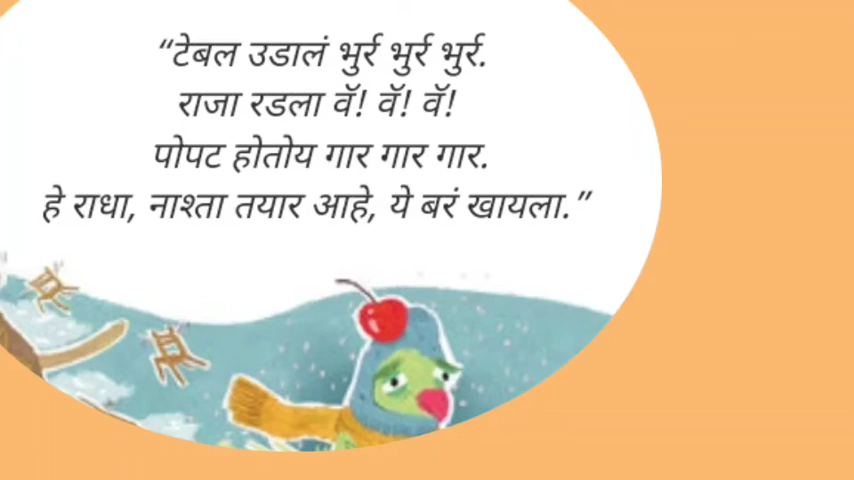 “टेबल उडालं भुर्र भुर्र भुर्र.
राजा रडला वॅ! वॅ! वॅ!
पोपट होतोय गार गार गार.
हे राधा, नाश्ता तयार आहे, ये बरं खायला.”